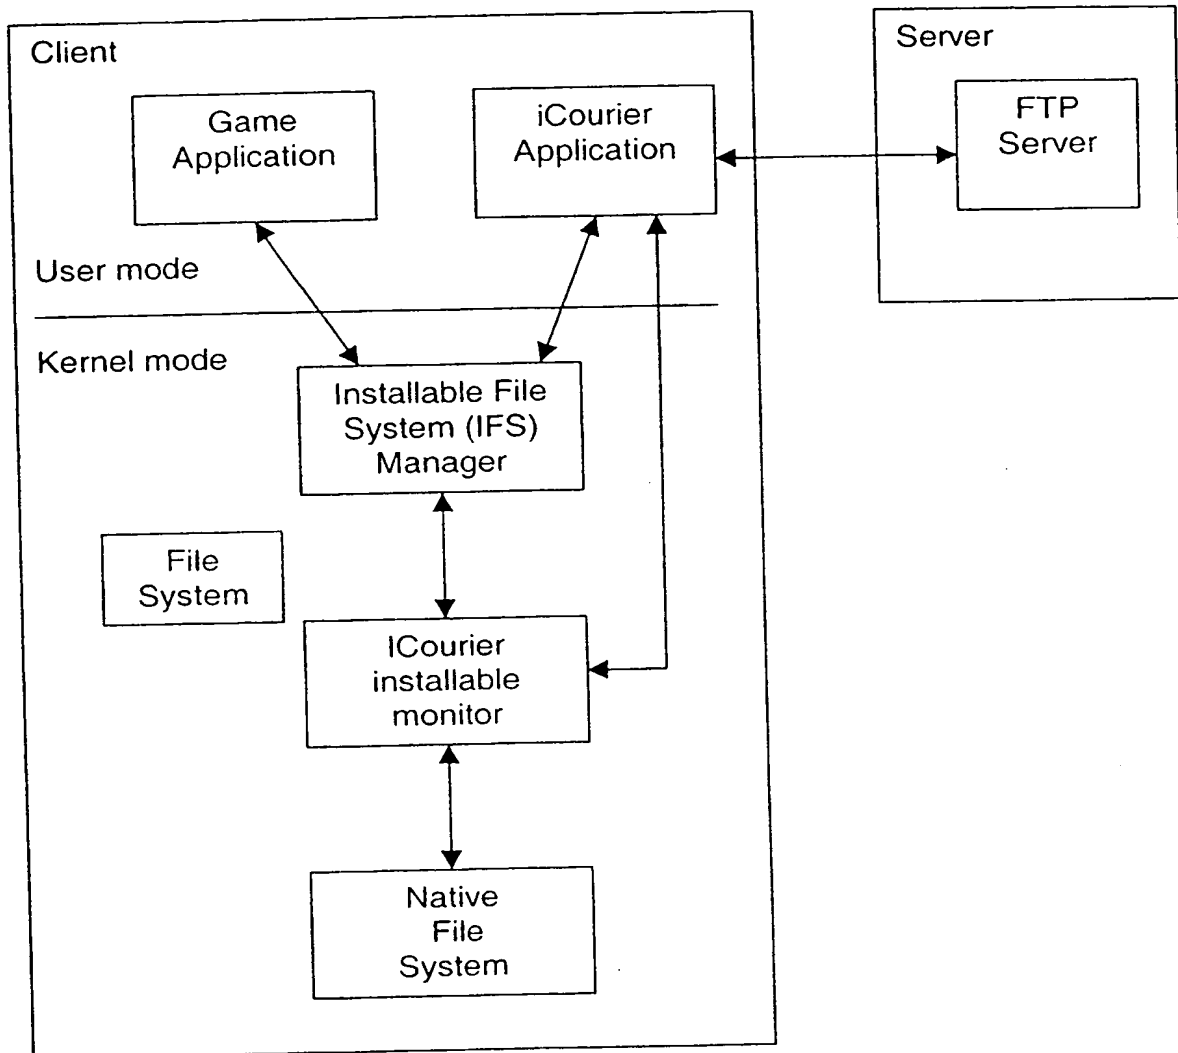 Client
Server
Game
Application
iCourier
Application
FTP
Server
User mode
Kernel mode
Installable File
System (IFS)
Manager
File
System
ICourier
installable
monitor
Native
File
System